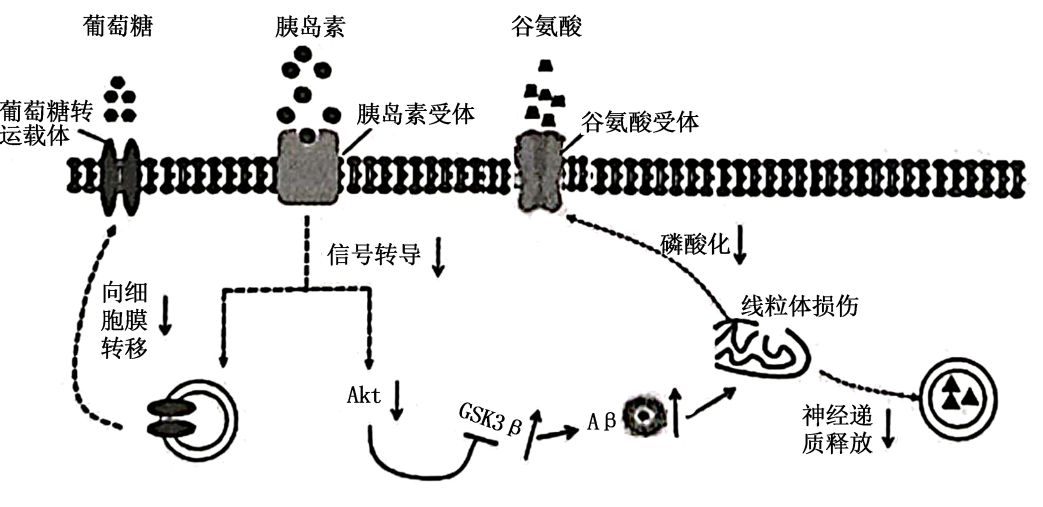 葡萄糖
胰岛素
谷氨酸
葡萄糖转
运载体
胰岛素受体
谷氨酸受体
信号转导
磷酸化
向细
胞膜
转移
线粒体损伤
Akt
GSK3β
Aβ
神经递
质释放